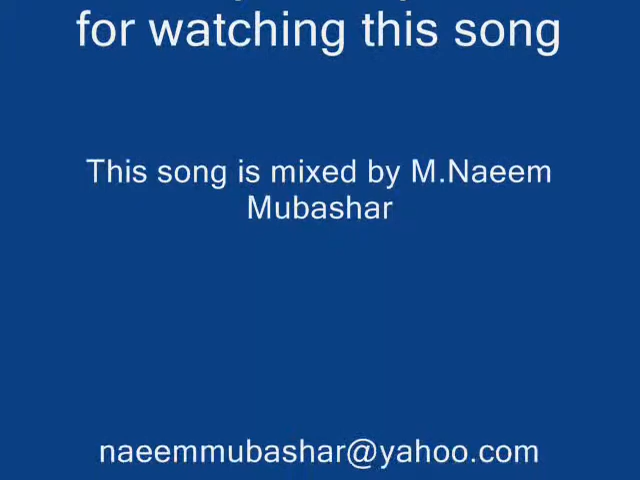 for watching this song
This song is mixed by M.Naeem
Mubashar
naeemmubashar@yahoo.com